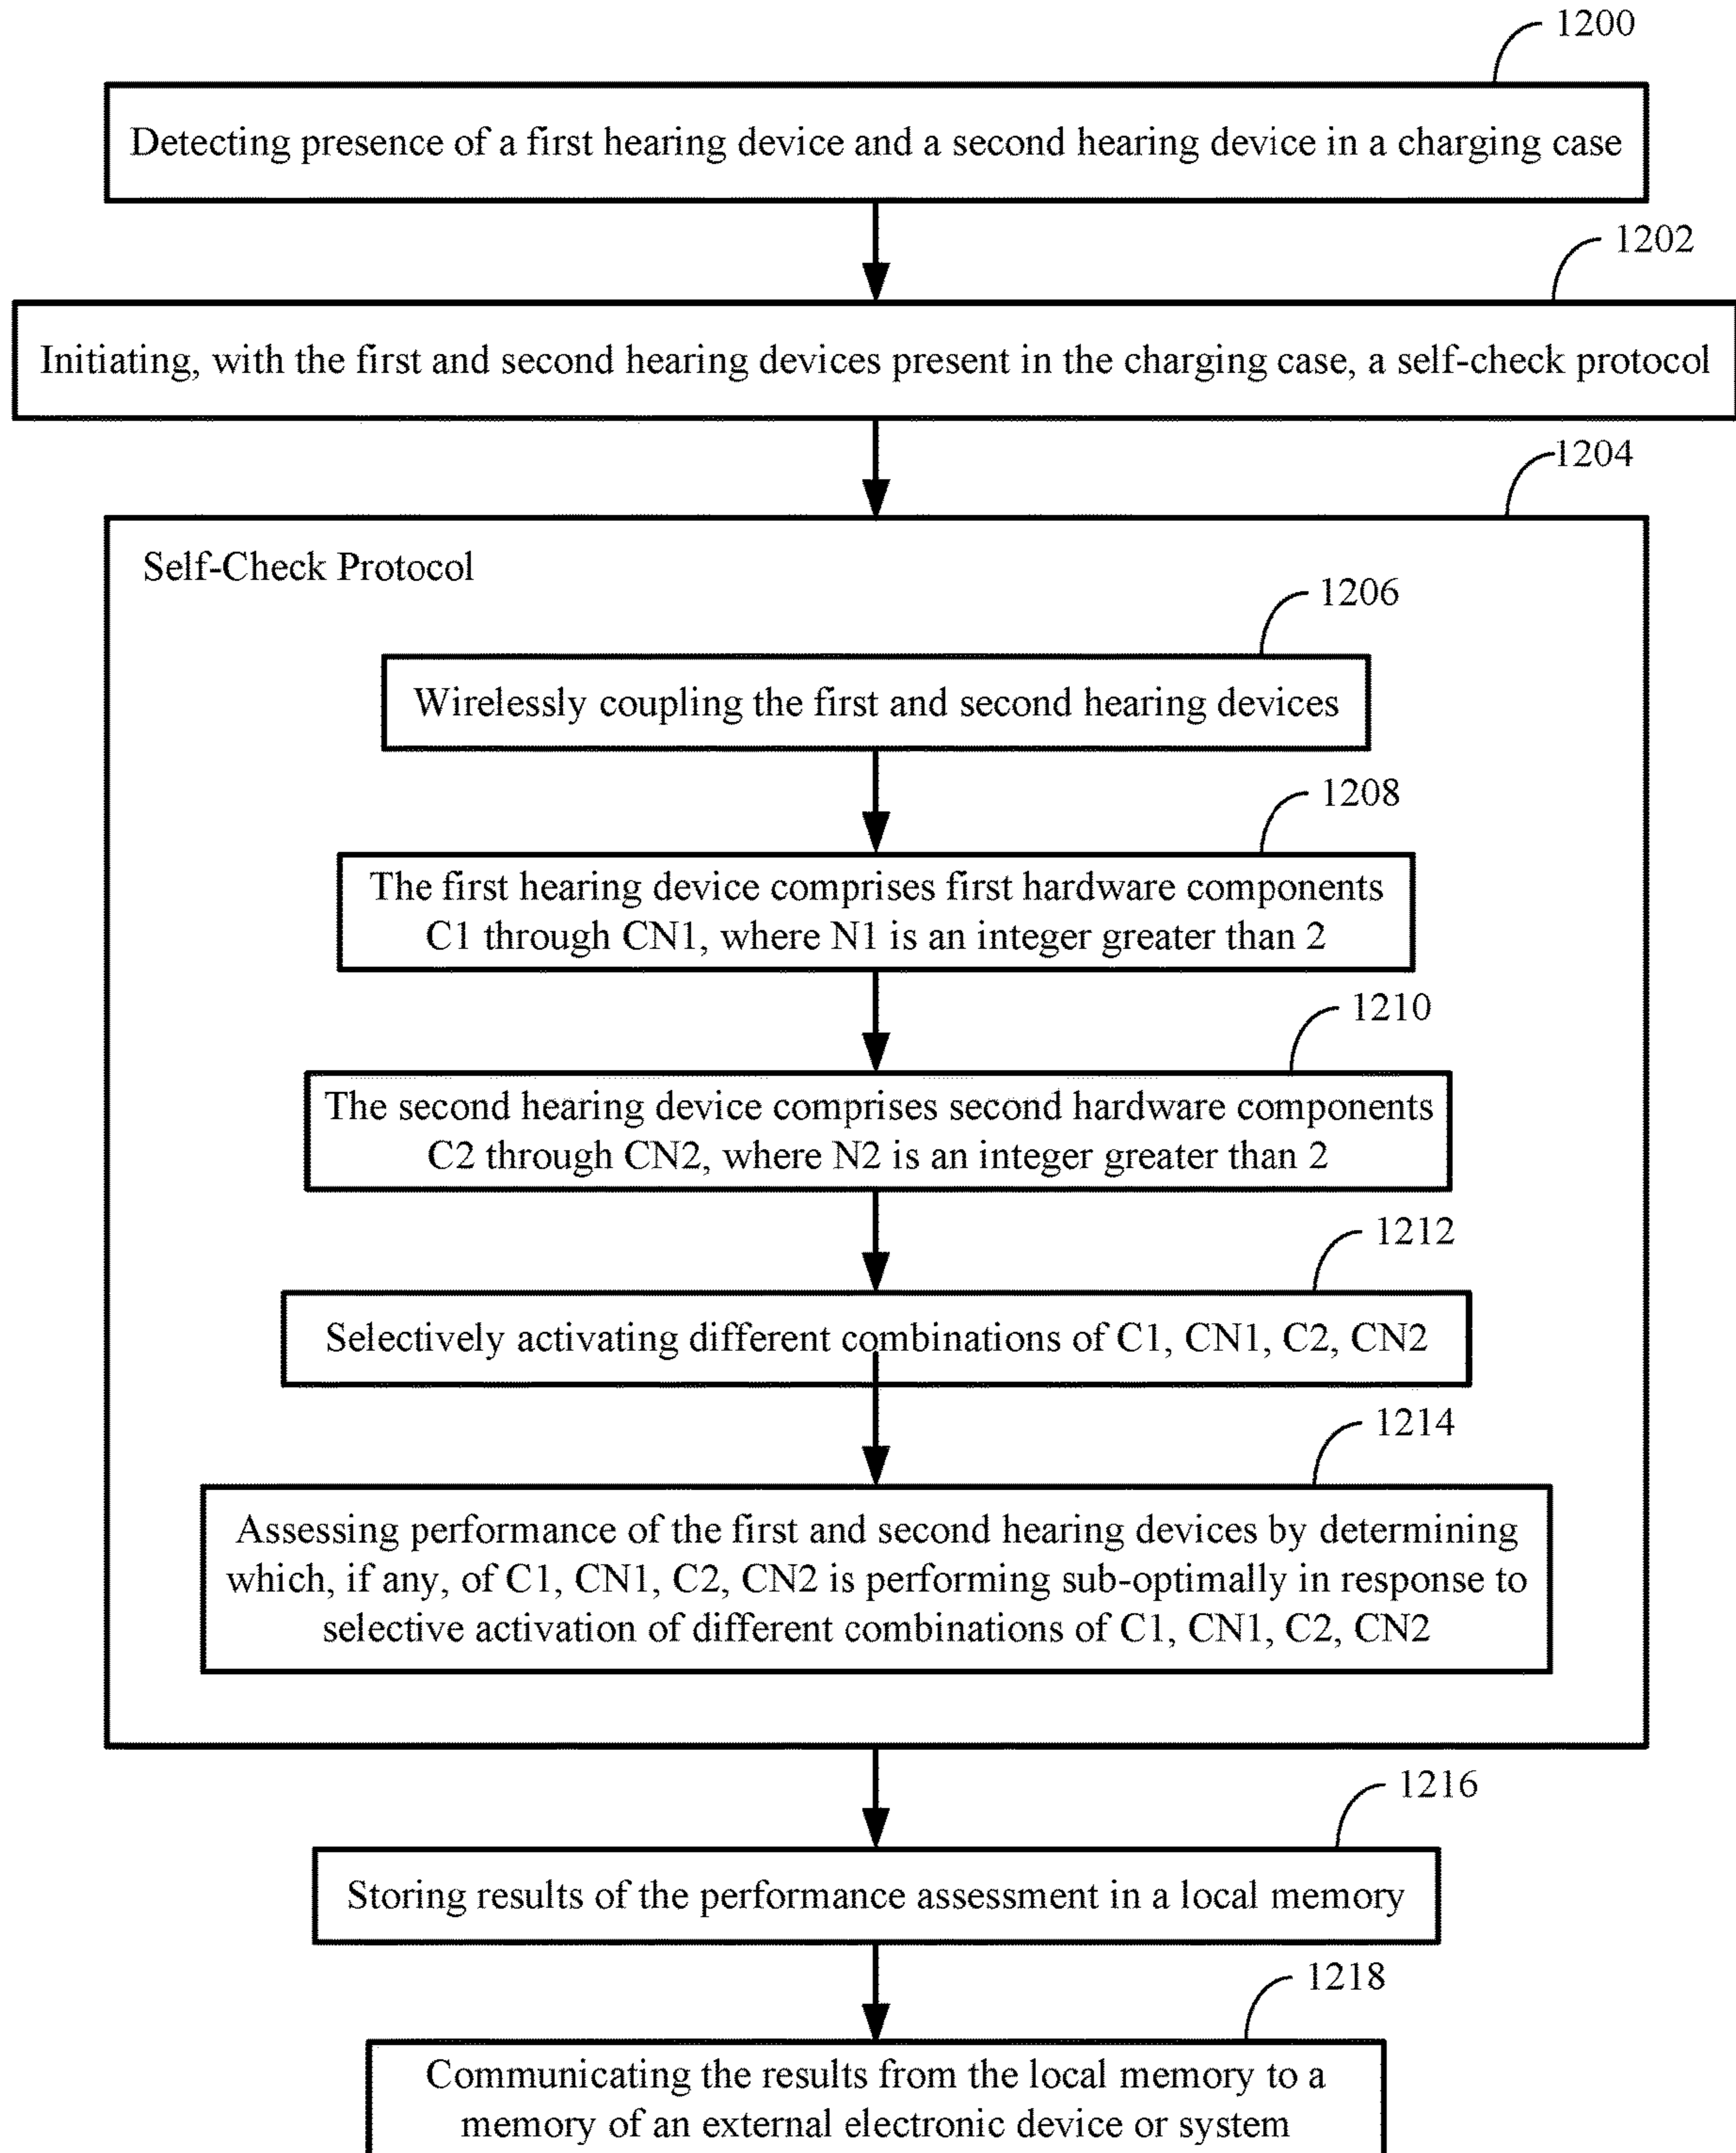 1200
Detecting presence of a first hearing device and a second hearing device in a charging case
1202
Initiating, with the first and second hearing devices present in the charging case, a self-check protocol
1204
Self-Check Protocol
1206
Wirelessly coupling the first and second hearing devices
1208
The first hearing device comprises first hardware components
C1 through CN1, where N1 is an integer greater than 2
1210
The second hearing device comprises second hardware components
C2 through CN2, where N2 is an integer greater than 2
1212
Selectively activating different combinations of C1, CN1, C2, CN2
1214
Assessing performance of the first and second hearing devices by determining
which, if any, of C1, CN1, C2, CN2 is performing sub-optimally in response to
selective activation of different combinations of C1, CN1, C2, CN2
1216
Storing results of the performance assessment in a local memory
1218
Communicating the results from the local memory to a
memory of an external electronic device or system